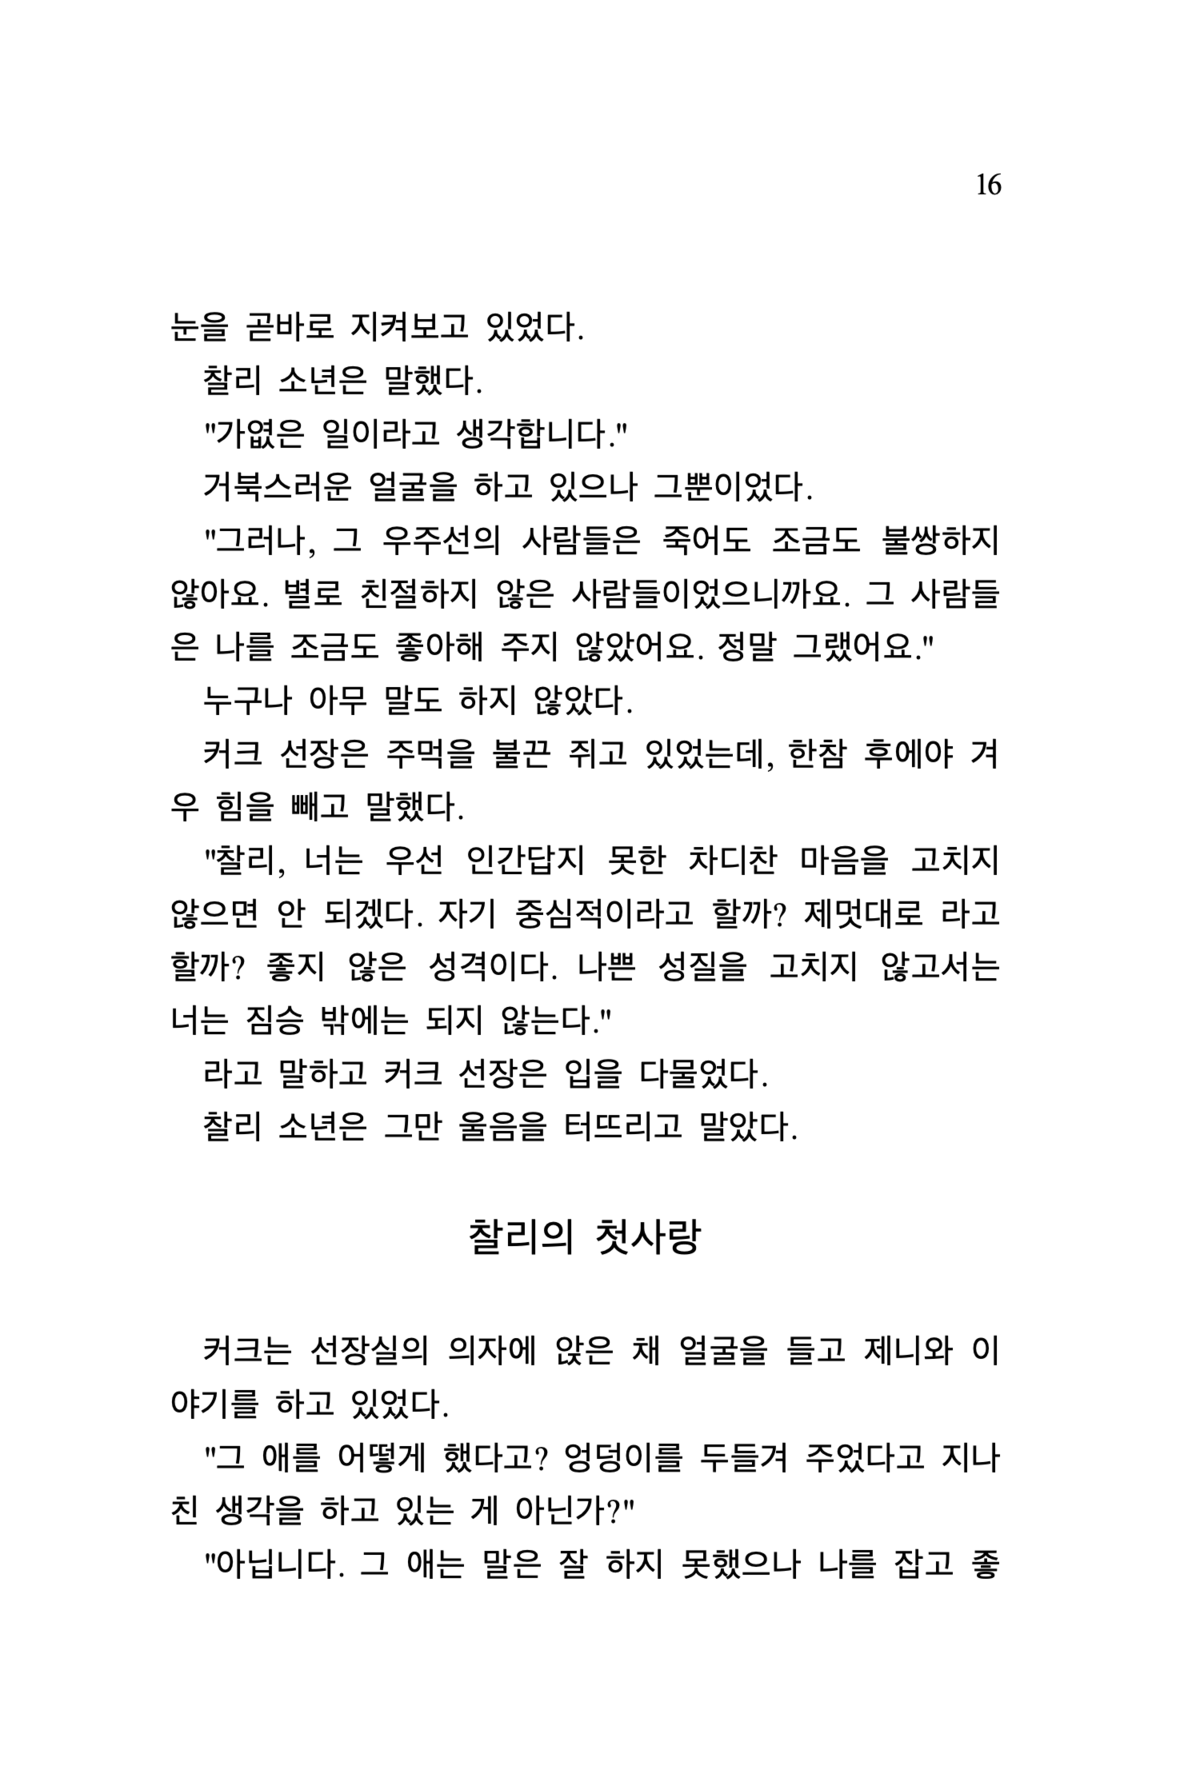 16
눈을 곧바로 지켜보고 있었다.
찰리 소년은 말했다.
"가엾은 일이라고 생각합니다."
거북스러운 얼굴을 하고 있으나 그뿐이었다.
"그러나, 그 우주선의 사람들은 죽어도 조금도 불쌍하지
않아요. 별로 친절하지 않은 사람들이었으니까요. 그 사람들
은 나를 조금도 좋아해 주지 않았어요. 정말 그랬어요."
누구나 아무 말도 하지 않았다.
커크 선장은 주먹을 불끈 쥐고 있었는데, 한참 후에야 겨
우 힘을 빼고 말했다.
"찰리, 너는 우선 인간답지 못한 차디찬 마음을 고치지
않으면 안 되겠다. 자기 중심적이라고 할까? 제멋대로 라고
할까? 좋지 않은 성격이다. 나쁜 성질을 고치지 않고서는
너는 짐승 밖에는 되지 않는다."
라고 말하고 커크 선장은 입을 다물었다.
찰리 소년은 그만 울음을 터뜨리고 말았다.
찰리의 첫사랑
커크는 선장실의 의자에 앉은 채 얼굴을 들고 제니와 이
야기를 하고 있었다.
"그 애를 어떻게 했다고? 엉덩이를 두들겨 주었다고 지나
친 생각을 하고 있는 게 아닌가?"
"아닙니다. 그 애는 말은 잘 하지 못했으나 나를 잡고 좋